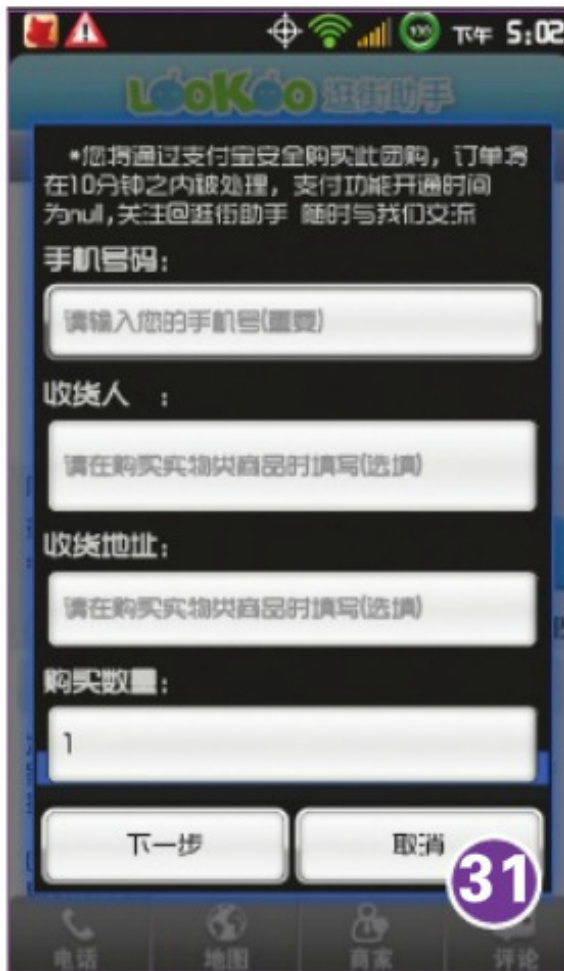 100 下午 5:02
LooKoo 逛街助手
*您将通过支付宝安全购买此团购，订单将
在10分钟之内被处理，支付功能开通时间
为null,关注@逛街助手 随时与我们交流
手机号码：
请输入您的手机号(重要)
收货人 ：
请在购买实物类商品时填写(选填)
收货地址：
请在购买实物类商品时填写(选填)
购买数量：
1
下一步 取消
31
电话 地图 商家 评论